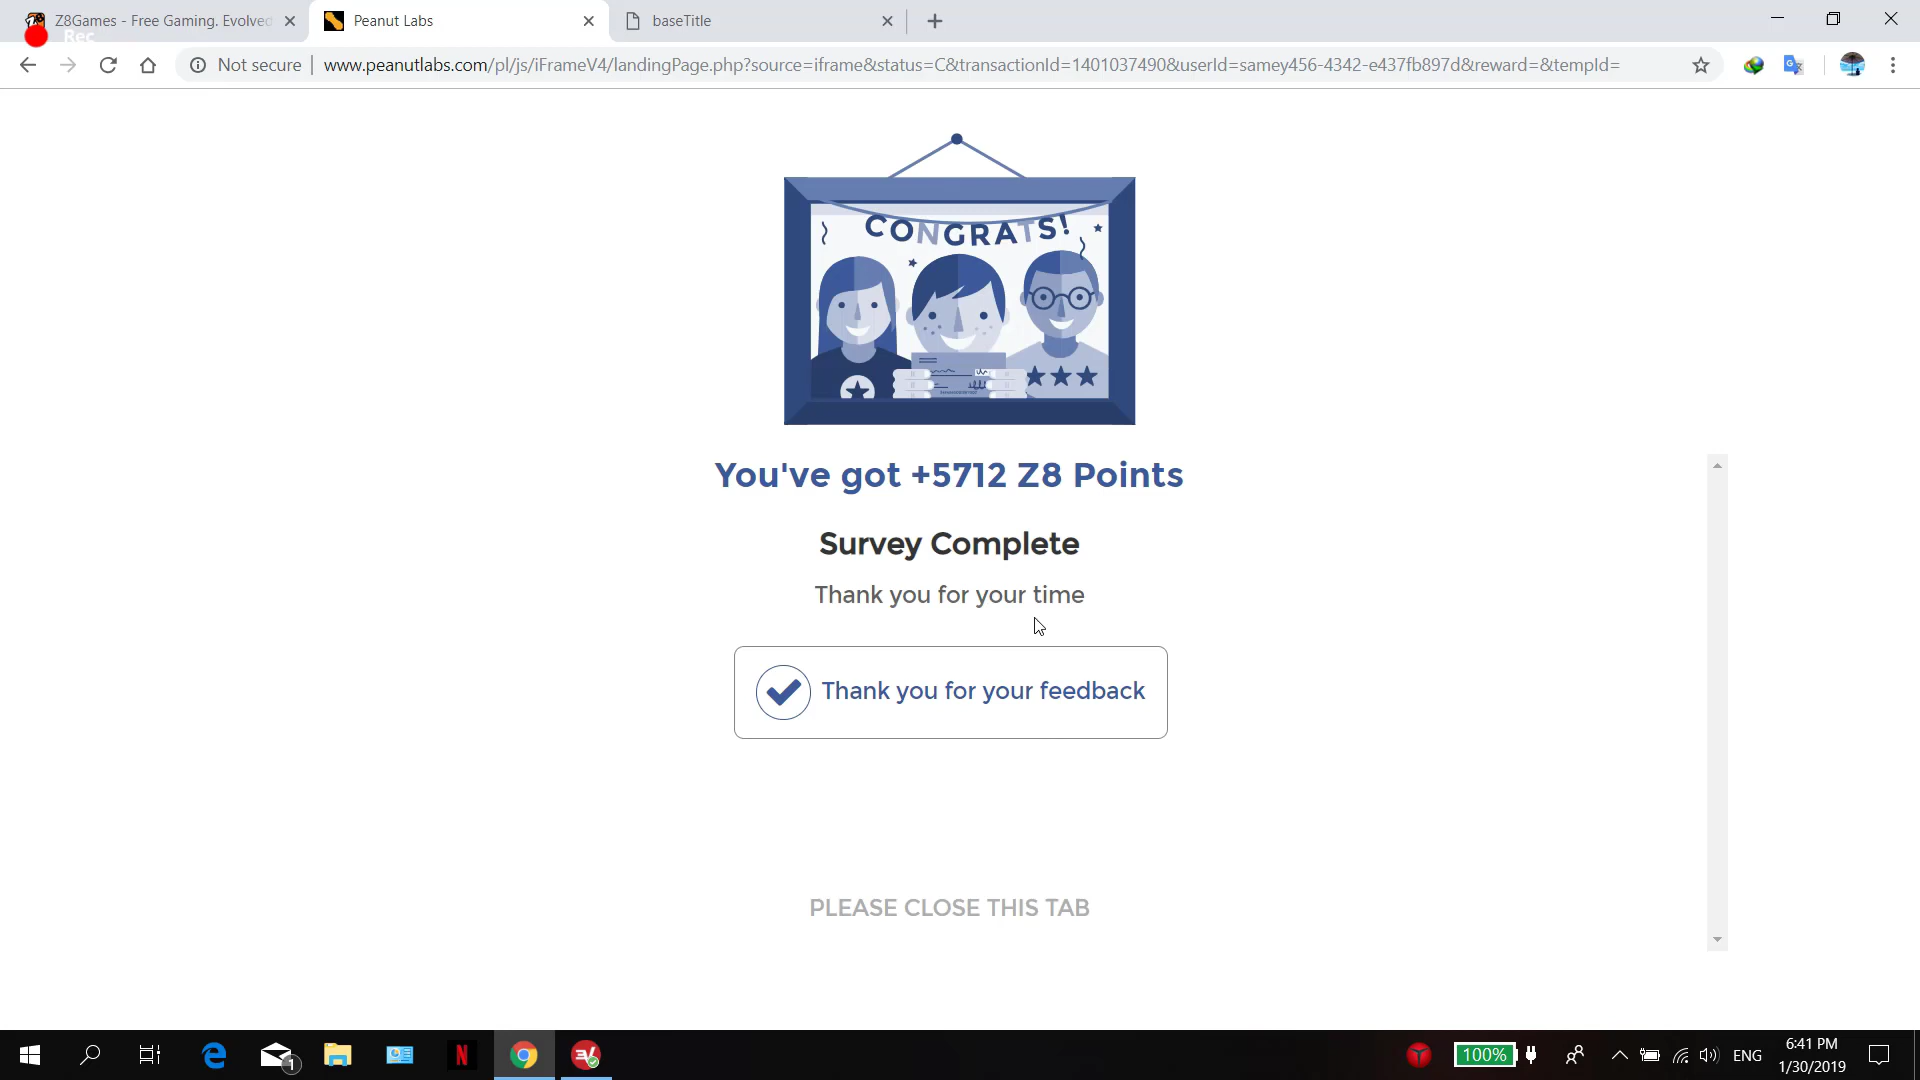 Z8Games - Free Gaming. Evolved
Peanut Labs
baseTitle
Rec
Not secure
www.peanutlabs.com/pl/js/iFrameV4/landingPage.php?source=iframe&status=C&transactionId=1401037490&userId=samey456-4342-e437fb897d&reward=&tempId=
CONGRATS!
You've got +5712 Z8 Points
Survey Complete
Thank you for your time
Thank you for your feedback
PLEASE CLOSE THIS TAB
1
100%
ENG
6:41 PM
1/30/2019